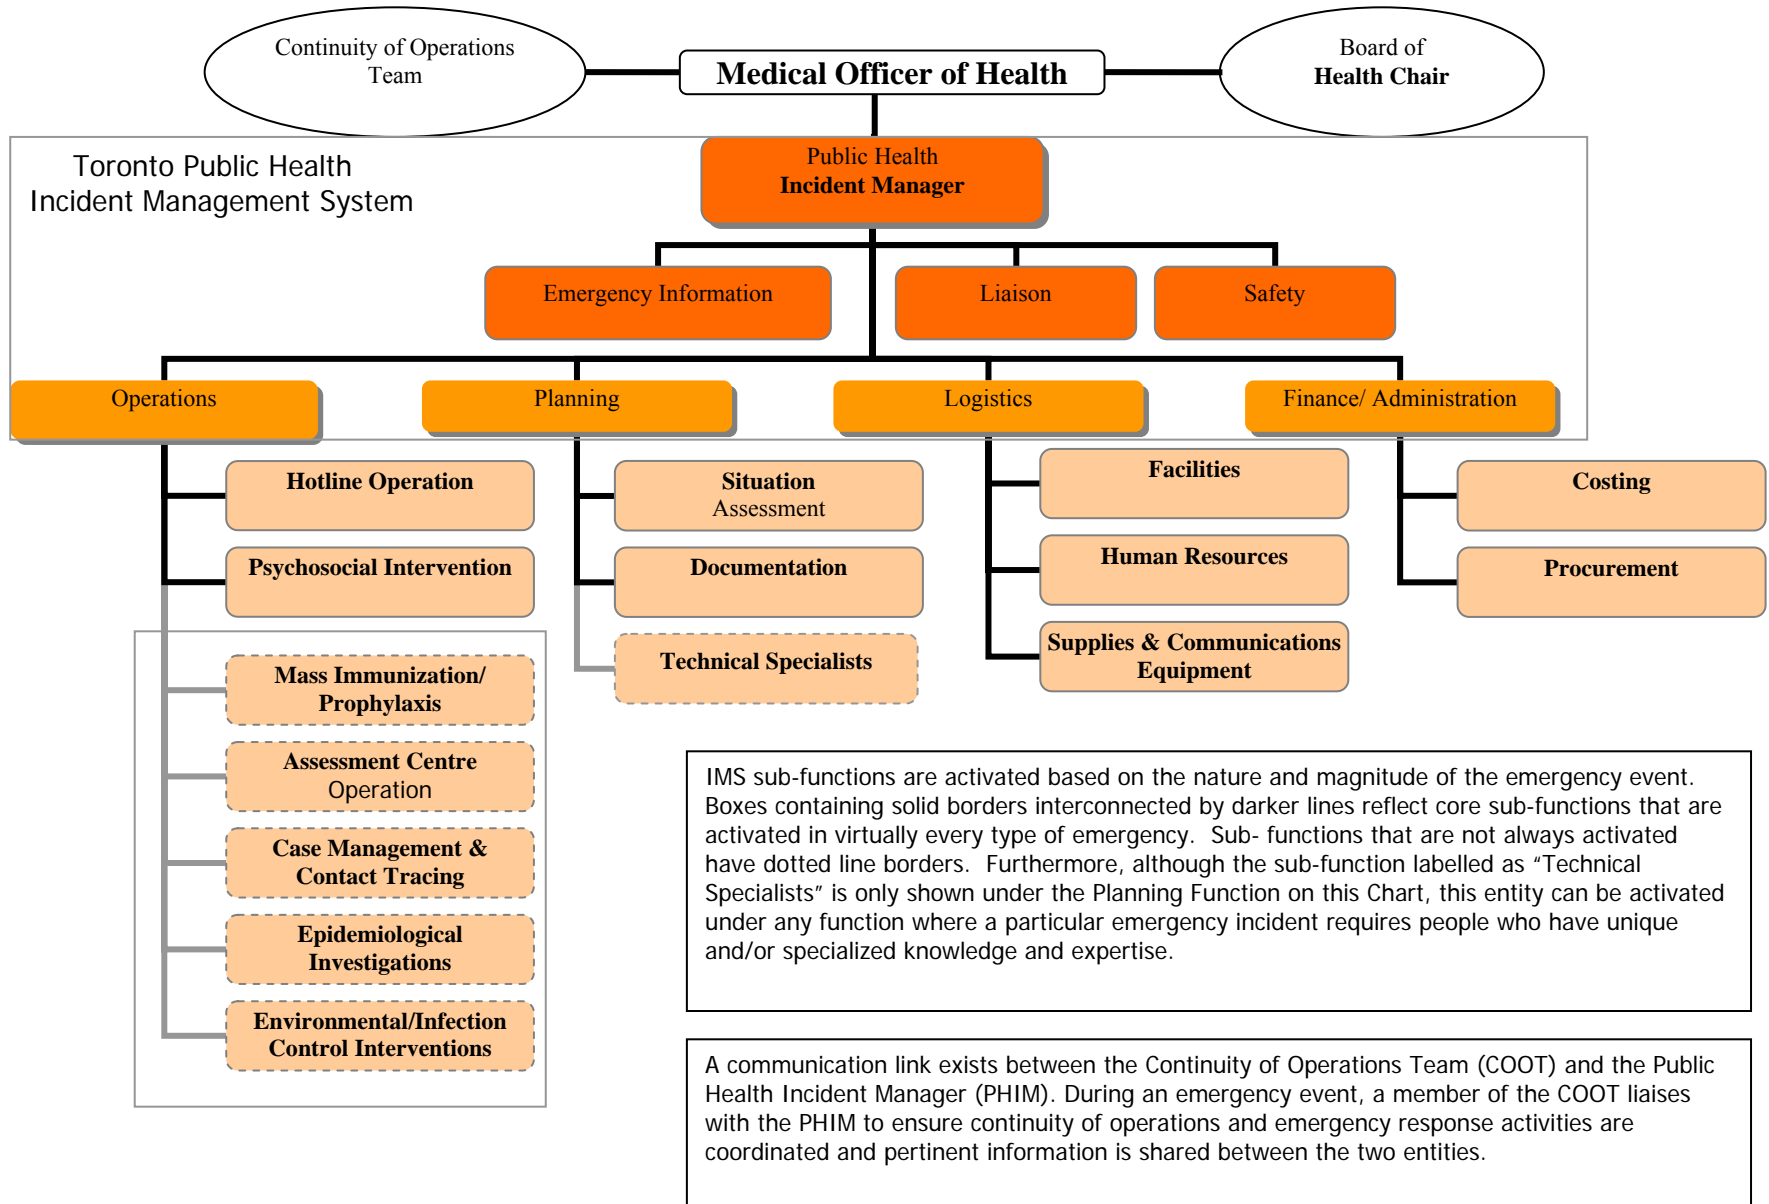 Continuity of Operations
Team
Medical Officer of Health
Board of
Health Chair
Toronto Public Health
Incident Management System
Public Health
Incident Manager
Emergency Information
Liaison
Safety
Operations
Planning
Logistics
Finance/ Administration
Hotline Operation
Psychosocial Intervention
Mass Immunization/
Prophylaxis
Assessment Centre
Operation
Case Management &
Contact Tracing
Epidemiological
Investigations
Environmental/Infection
Control Interventions
Situation
Assessment
Documentation
Technical Specialists
Facilities
Human Resources
Supplies & Communications
Equipment
Costing
Procurement
IMS sub-functions are activated based on the nature and magnitude of the emergency event.
Boxes containing solid borders interconnected by darker lines reflect core sub-functions that are
activated in virtually every type of emergency.  Sub- functions that are not always activated
have dotted line borders.  Furthermore, although the sub-function labelled as “Technical
Specialists” is only shown under the Planning Function on this Chart, this entity can be activated
under any function where a particular emergency incident requires people who have unique
and/or specialized knowledge and expertise.
A communication link exists between the Continuity of Operations Team (COOT) and the Public
Health Incident Manager (PHIM). During an emergency event, a member of the COOT liaises
with the PHIM to ensure continuity of operations and emergency response activities are
coordinated and pertinent information is shared between the two entities.